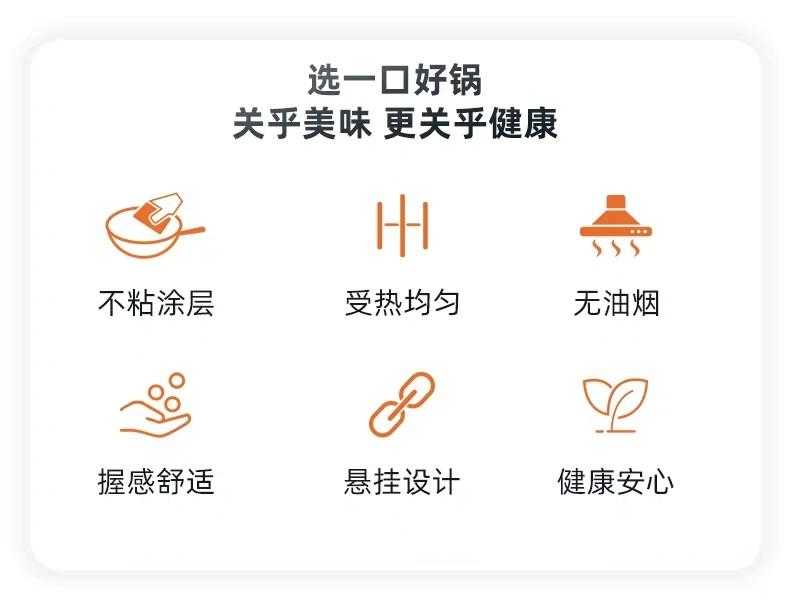 选一口好锅
关乎美味 更关乎健康
不粘涂层
受热均匀
无油烟
握感舒适
悬挂设计
健康安心